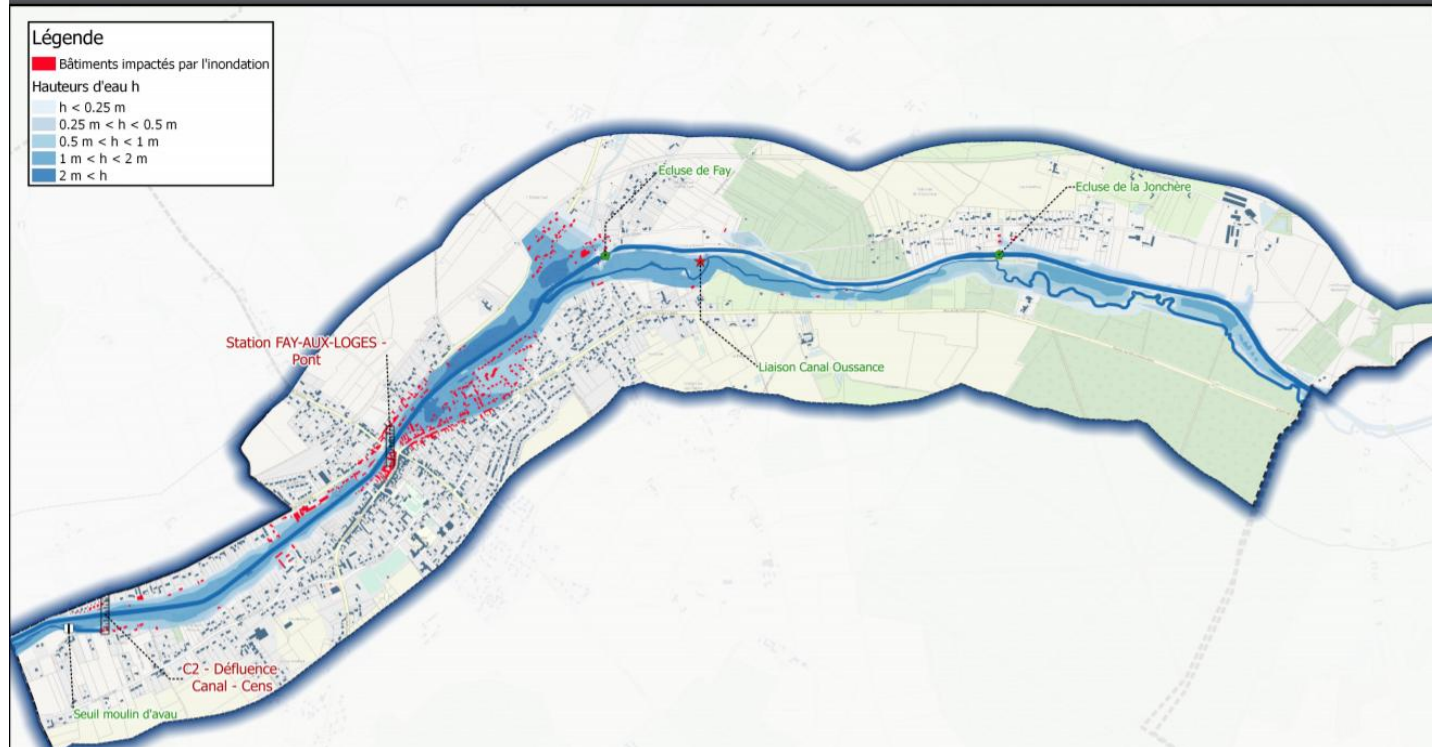 Légende
Bâtiments impactés par l'inondation
Hauteurs d'eau h
h < 0.25 m
0.25 m < h < 0.5 m
0.5 m < h < 1 m
1 m < h < 2 m
2 m < h
Ecluse de Fay
Ecluse de la Jonchère
Station FAY-AUX-LOGES -
Pont
Liaison Canal Oussance
C2 - Défluence
Canal - Cens
Seuil moulin d'avau